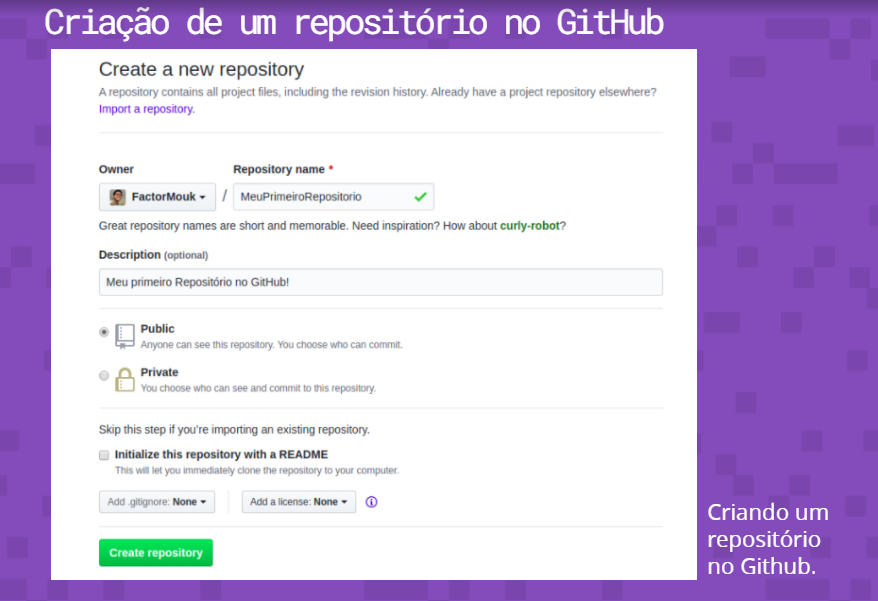 Criação de um repositório no GitHub
Create a new repository
A repository contains all project files, including the revision history. Already have a project repository elsewhere?
Import a repository.
Owner
Repository name *
FactorMouk / MeuPrimeiroRepositorio
Great repository names are short and memorable. Need inspiration? How about curly-robot?
Description (optional)
Meu primeiro Repositório no GitHub!
Public
Anyone can see this repository. You choose who can commit.
Private
You choose who can see and commit to this repository.
Skip this step if you're importing an existing repository.
Initialize this repository with a README
This will let you immediately clone the repository to your computer.
Add .gitignore: None
Add a license: None
Create repository
Criando um
repositório
no Github.